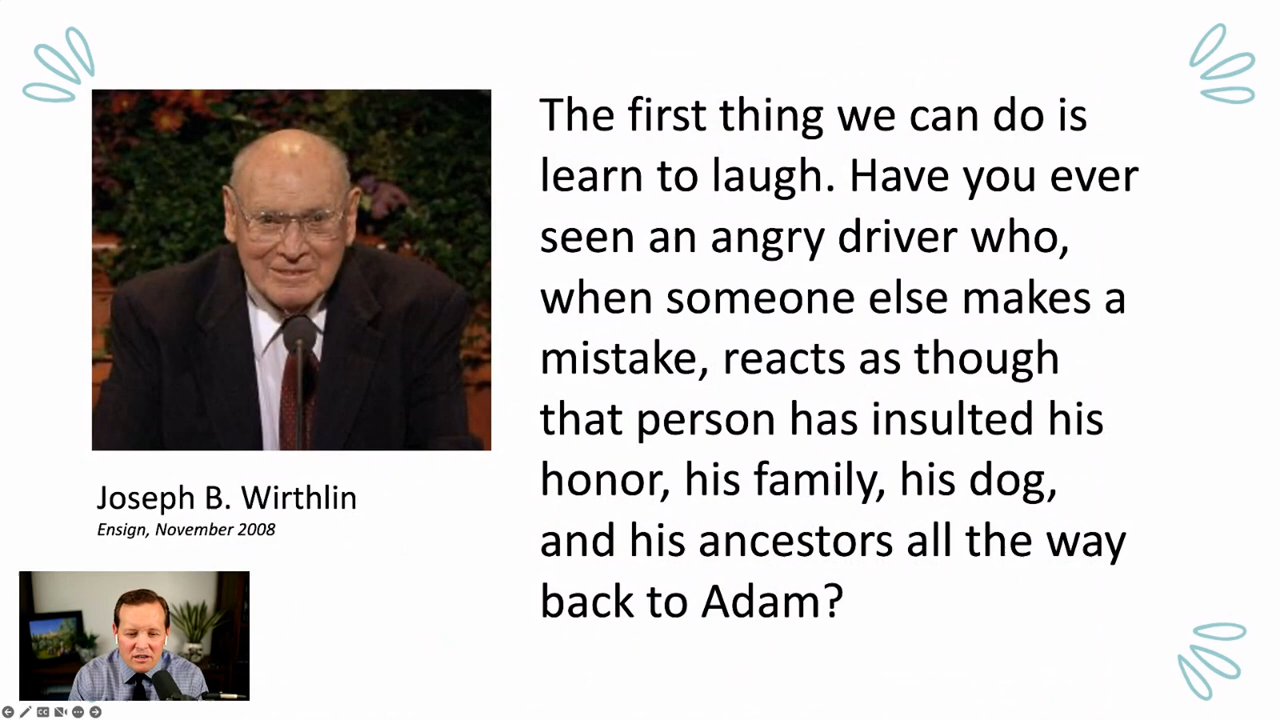 The first thing we can do is
learn to laugh. Have you ever
seen an angry driver who,
when someone else makes a
mistake, reacts as though
that person has insulted his
honor, his family, his dog,
and his ancestors all the way
back to Adam?
Joseph B. Wirthlin
Ensign, November 2008